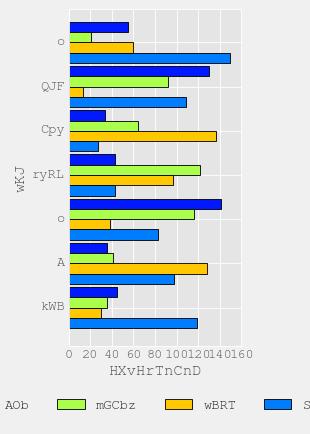 o
QJF
Cpy
wKJ
ryRL
o
A
kWB
0 20 40 60 80 100 120 140 160
HXvHrTnCnD
AOb mGCbz wBRT S